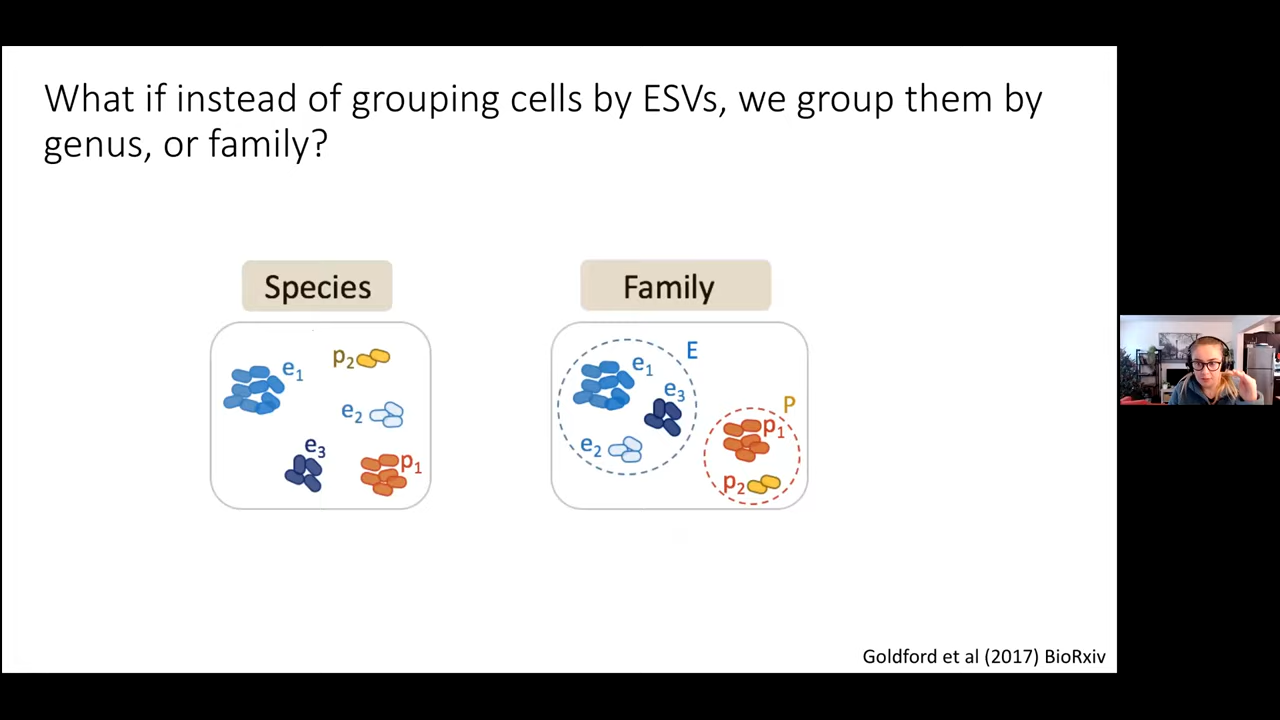 What if instead of grouping cells by ESVs, we group them by
genus, or family?
Species
e1
p2
e2
e3
p1
Family
E
e1
e3
e2
P
p1
p2
Goldford et al (2017) BioRxiv